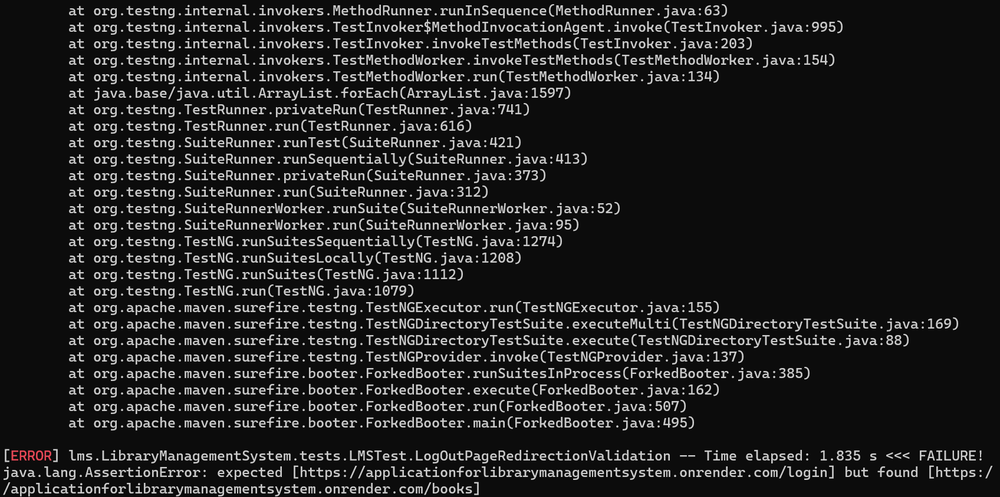 at org.testng.internal.invokers.MethodRunner.runInSequence(MethodRunner.java:63)
at org.testng.internal.invokers.TestInvoker$MethodInvocationAgent.invoke(TestInvoker.java:995)
at org.testng.internal.invokers.TestInvoker.invokeTestMethods(TestInvoker.java:203)
at org.testng.internal.invokers.TestMethodWorker.invokeTestMethods(TestMethodWorker.java:154)
at org.testng.internal.invokers.TestMethodWorker.run(TestMethodWorker.java:134)
at java.base/java.util.ArrayList.forEach(ArrayList.java:1597)
at org.testng.TestRunner.privateRun(TestRunner.java:741)
at org.testng.TestRunner.run(TestRunner.java:616)
at org.testng.SuiteRunner.runTest(SuiteRunner.java:421)
at org.testng.SuiteRunner.runSequentially(SuiteRunner.java:413)
at org.testng.SuiteRunner.privateRun(SuiteRunner.java:373)
at org.testng.SuiteRunner.run(SuiteRunner.java:312)
at org.testng.SuiteRunnerWorker.runSuite(SuiteRunnerWorker.java:52)
at org.testng.SuiteRunnerWorker.run(SuiteRunnerWorker.java:95)
at org.testng.TestNG.runSuitesSequentially(TestNG.java:1274)
at org.testng.TestNG.runSuitesLocally(TestNG.java:1208)
at org.testng.TestNG.runSuites(TestNG.java:1112)
at org.testng.TestNG.run(TestNG.java:1079)
at org.apache.maven.surefire.testng.TestNGExecutor.run(TestNGExecutor.java:155)
at org.apache.maven.surefire.testng.TestNGDirectoryTestSuite.executeMulti(TestNGDirectoryTestSuite.java:169)
at org.apache.maven.surefire.testng.TestNGDirectoryTestSuite.execute(TestNGDirectoryTestSuite.java:88)
at org.apache.maven.surefire.testng.TestNGProvider.invoke(TestNGProvider.java:137)
at org.apache.maven.surefire.booter.ForkedBooter.runSuitesInProcess(ForkedBooter.java:385)
at org.apache.maven.surefire.booter.ForkedBooter.execute(ForkedBooter.java:162)
at org.apache.maven.surefire.booter.ForkedBooter.run(ForkedBooter.java:507)
at org.apache.maven.surefire.booter.ForkedBooter.main(ForkedBooter.java:495)
[ERROR] lms.LibraryManagementSystem.tests.LMSTest.LogOutPageRedirectionValidation -- Time elapsed: 1.835 s <<< FAILURE!
java.lang.AssertionError: expected [https://applicationforlibrarymanagementsystem.onrender.com/login] but found [https:/
/applicationforlibrarymanagementsystem.onrender.com/books]